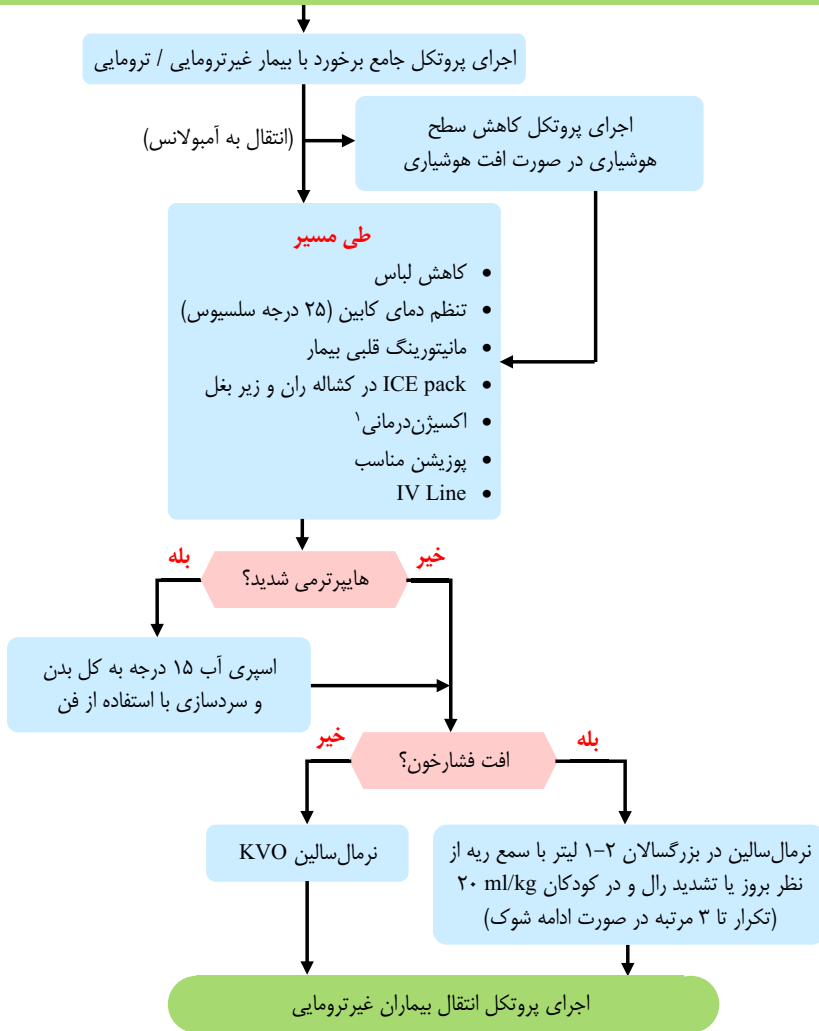 اجرای پروتکل جامع برخورد با بیمار غیرترومایی / ترومایی
(انتقال به آمبولانس)
اجرای پروتکل کاهش سطح
هوشیاری در صورت افت هوشیاری
طی مسیر
• کاهش لباس
• تنظم دمای کابین (۲۵ درجه سلسیوس)
• مانیتورینگ قلبی بیمار
• ICE pack در کشاله ران و زیر بغل
• اکسیژن‌درمانی۱
• پوزیشن مناسب
• IV Line
هایپرترمی شدید؟
خیر
بله
اسپری آب ۱۵ درجه به کل بدن
و سردسازی با استفاده از فن
افت فشارخون؟
بله
خیر
نرمال‌سالین در بزرگسالان ۲-۱ لیتر با سمع ریه از
نظر بروز یا تشدید رال و در کودکان ۲۰ ml/kg
(تکرار تا ۳ مرتبه در صورت ادامه شوک)
نرمال‌سالین KVO
اجرای پروتکل انتقال بیماران غیرترومایی